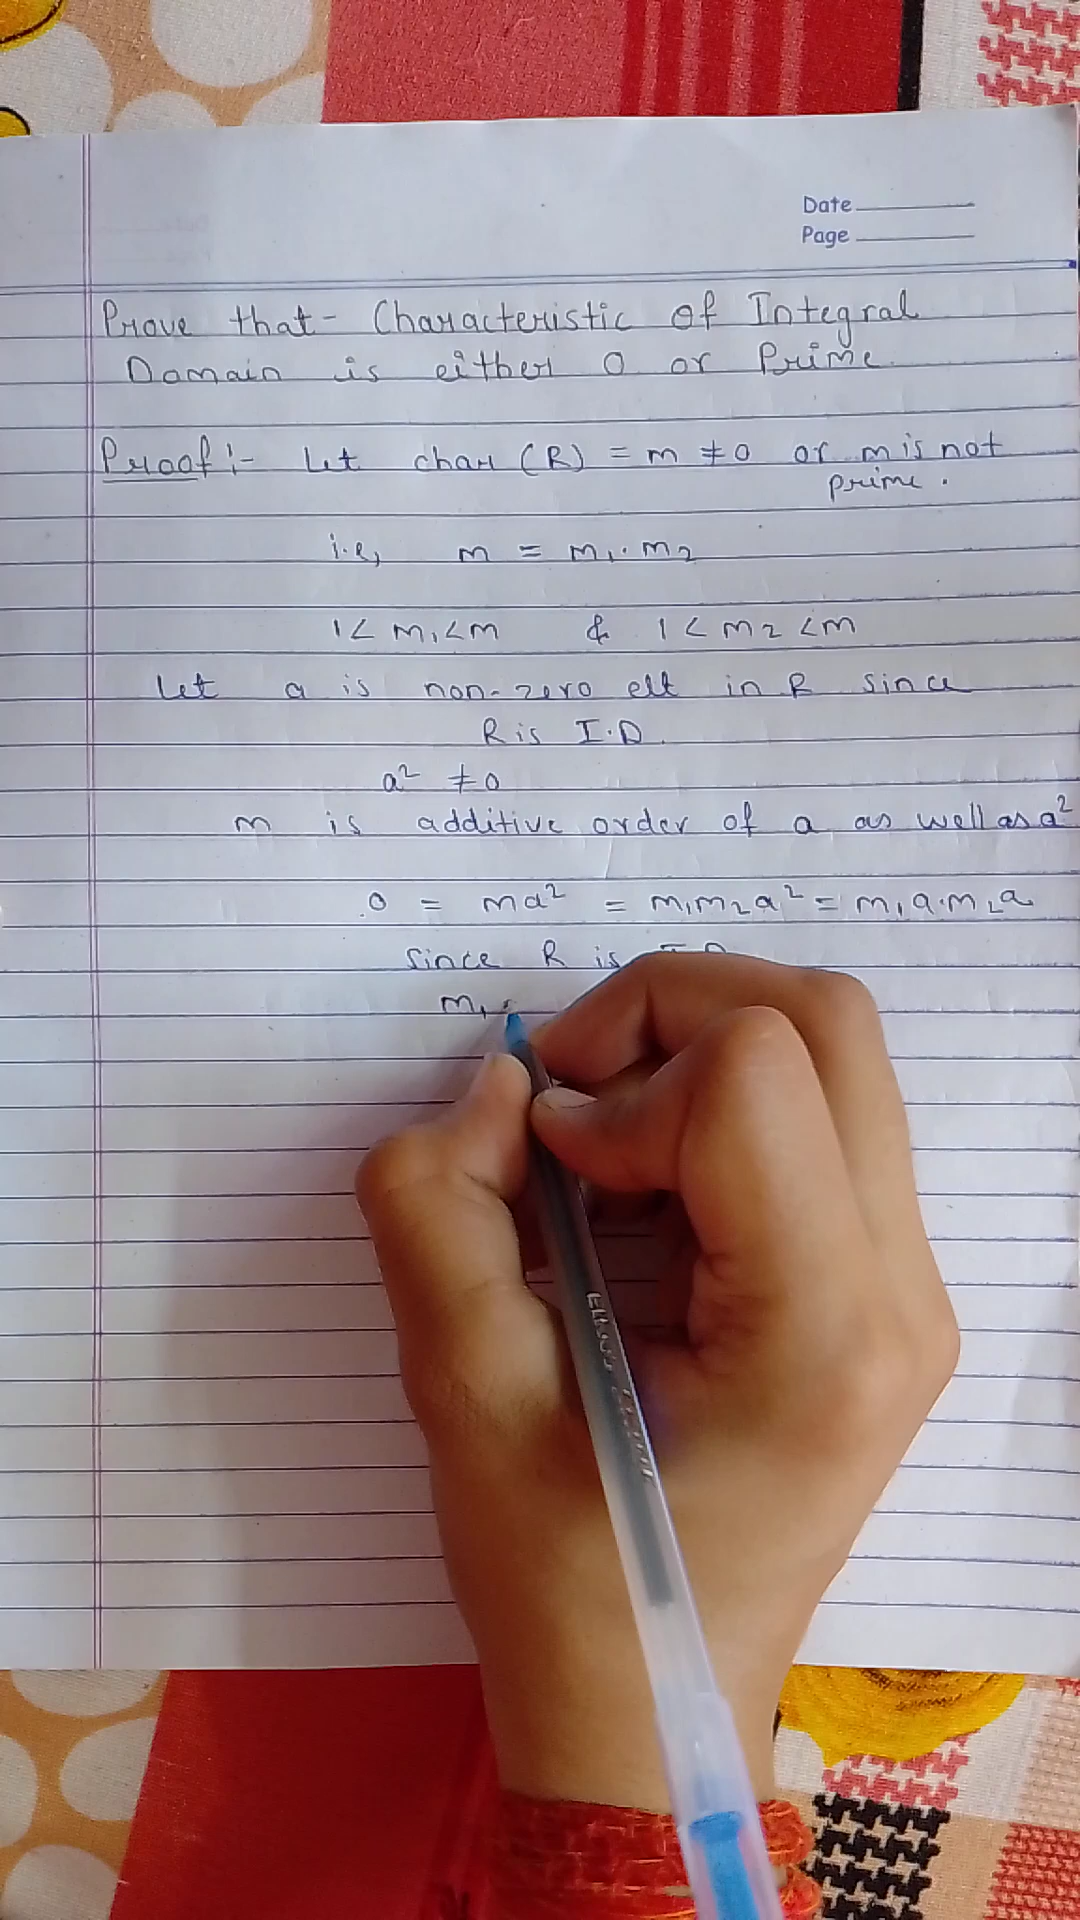 Date
Page
Prove that- Characteristic of Integral
Domain is either 0 or Prime
Proof :- Let char (R) = m ≠ 0 or m is not
prime.
i.e, m = m₁.m₂
1 < m₁ < m & 1 < m₂ < m
Let a is non-zero elt in R since
R is I.D.
a² ≠ 0
m is additive order of a as well as a²
0 = ma² = m₁m₂a² = m₁a.m₂a
since R is
m₁